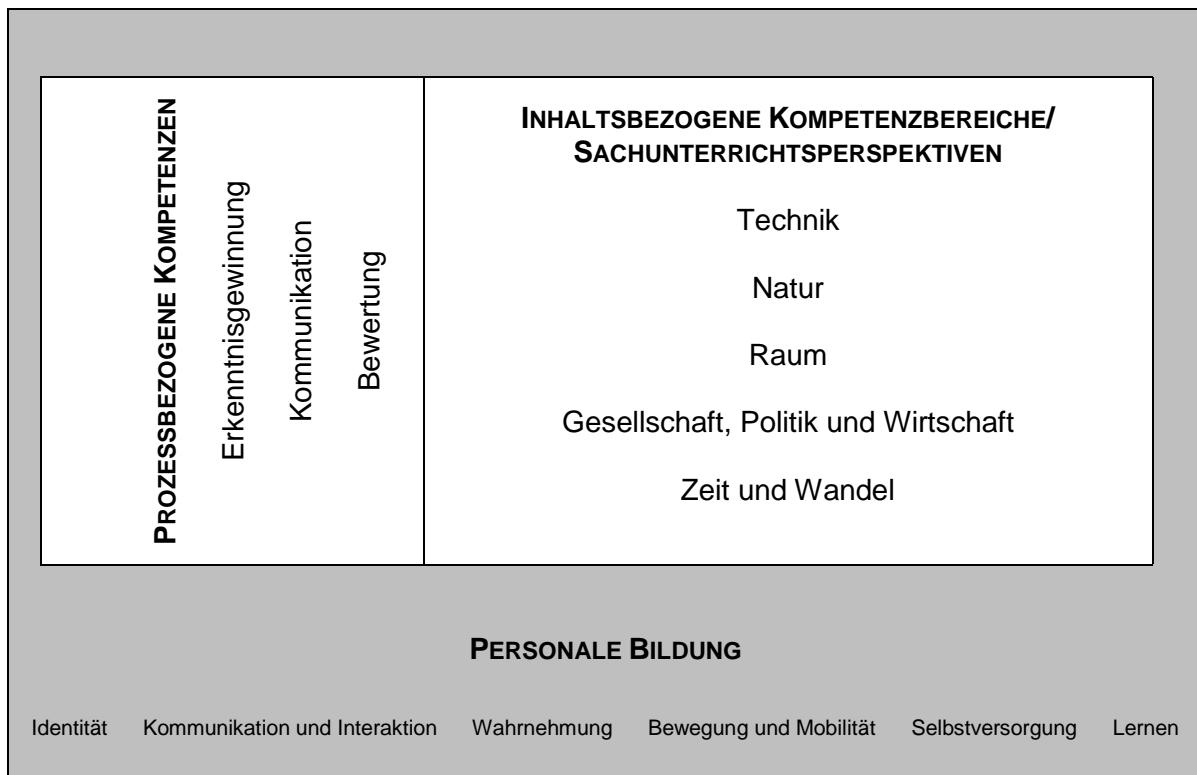 PROZESSBEZOGENE KOMPETENZEN
Erkenntnisgewinnung
Kommunikation
Bewertung
INHALTSBEZOGENE KOMPETENZBEREICHE/
SACHUNTERRICHTSPERSPEKTIVEN
Technik
Natur
Raum
Gesellschaft, Politik und Wirtschaft
Zeit und Wandel
PERSONALE BILDUNG
Identität Kommunikation und Interaktion Wahrnehmung Bewegung und Mobilität Selbstversorgung Lernen